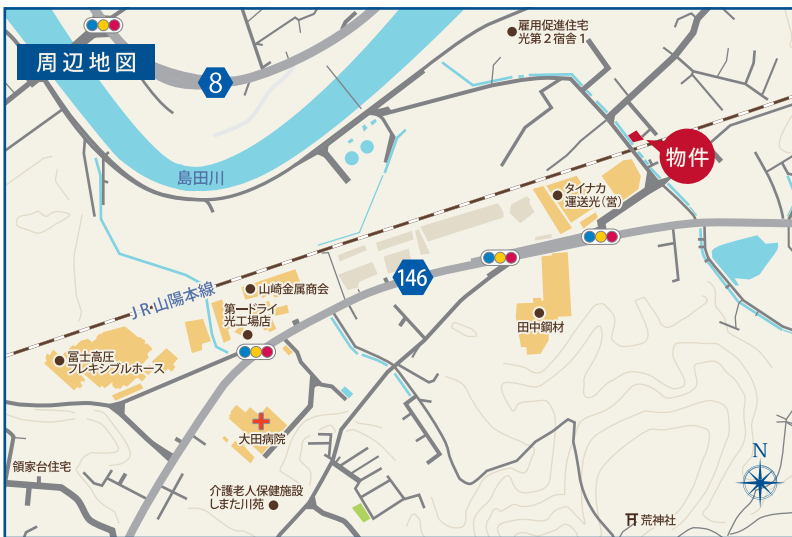 周辺地図
8
雇用促進住宅
光第2宿舎1
物件
島田川
タイナカ
運送光(営)
146
JR・山陽本線
山崎金属商会
第一ドライ
光工場店
田中鋼材
冨士高圧
フレキシブルホース
大田病院
領家台住宅
介護老人保健施設
しまた川苑
N
荒神社